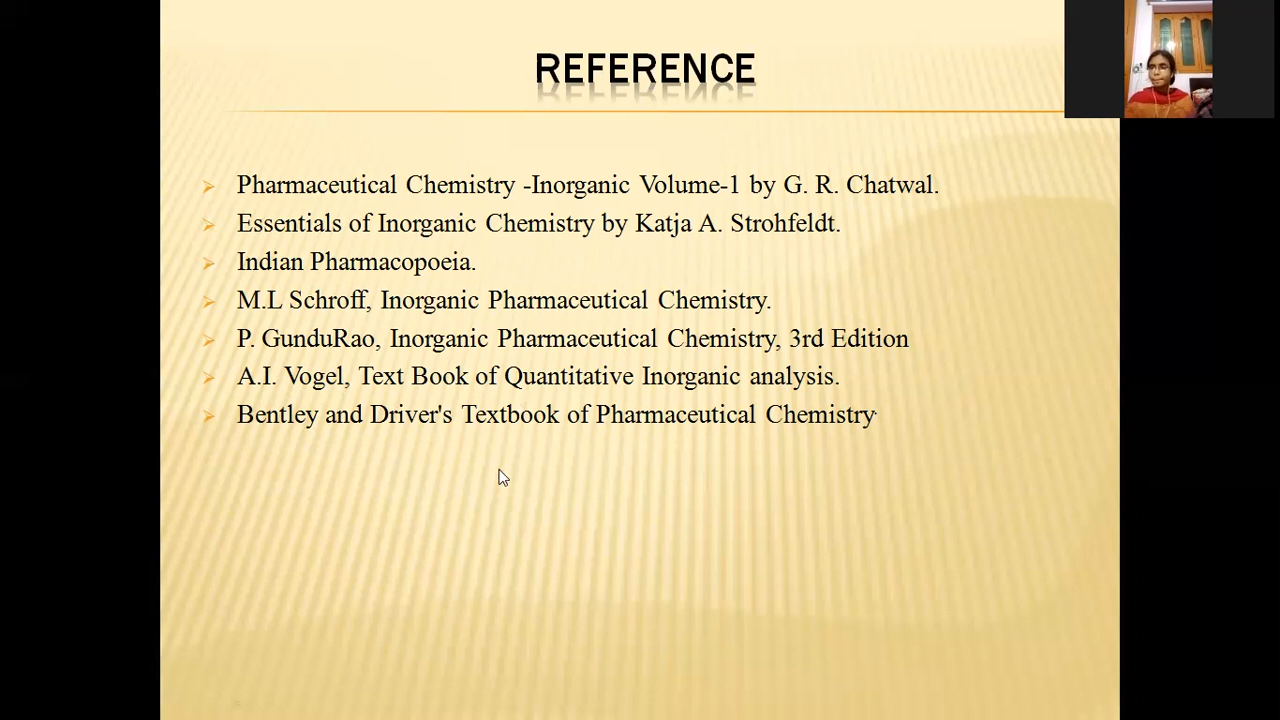 REFERENCE
Pharmaceutical Chemistry -Inorganic Volume-1 by G. R. Chatwal.
Essentials of Inorganic Chemistry by Katja A. Strohfeldt.
Indian Pharmacopoeia.
M.L Schroff, Inorganic Pharmaceutical Chemistry.
P. GunduRao, Inorganic Pharmaceutical Chemistry, 3rd Edition
A.I. Vogel, Text Book of Quantitative Inorganic analysis.
Bentley and Driver's Textbook of Pharmaceutical Chemistry.